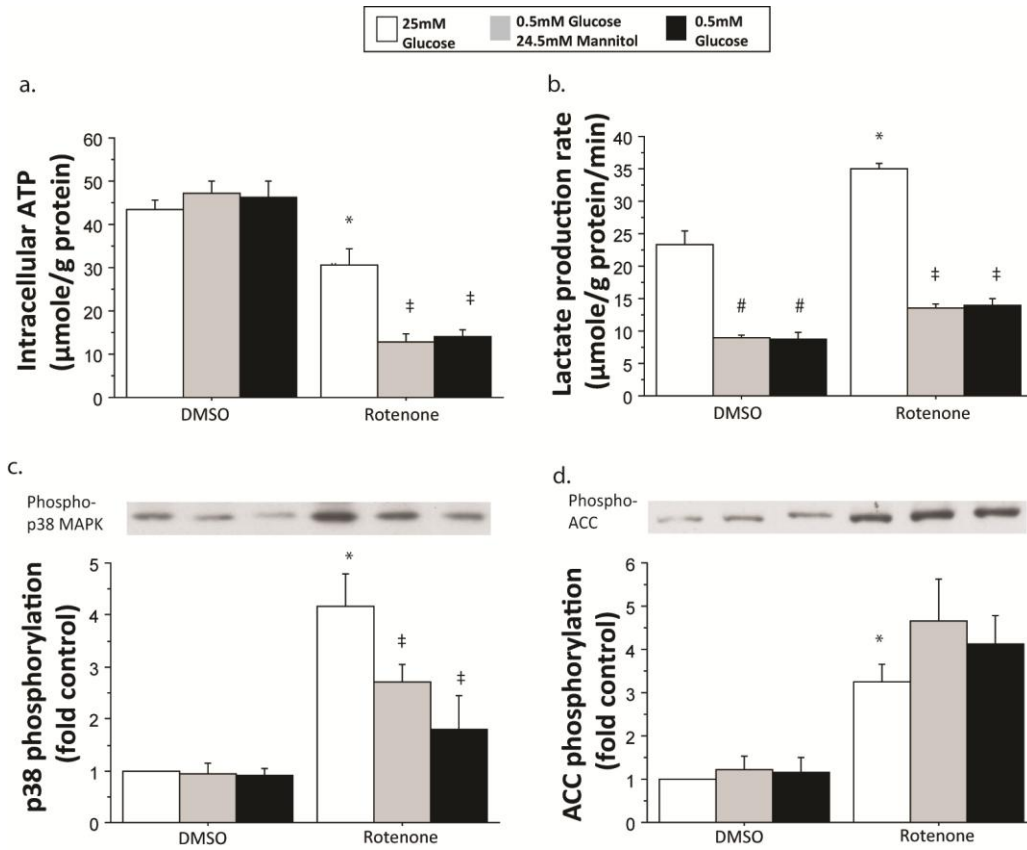 25mM
Glucose
0.5mM Glucose
24.5mM Mannitol
0.5mM
Glucose
a.
Intracellular ATP
(µmole/g protein)
60
50
40
30
20
10
0
*
‡
‡
DMSO
Rotenone
b.
Lactate production rate
(µmole/g protein/min)
40
35
30
25
20
15
10
5
0
#
#
*
‡
‡
DMSO
Rotenone
c.
Phospho-
p38 MAPK
p38 phosphorylation
(fold control)
5
4
3
2
1
0
*
‡
‡
DMSO
Rotenone
d.
Phospho-
ACC
ACC phosphorylation
(fold control)
6
5
4
3
2
1
0
*
DMSO
Rotenone